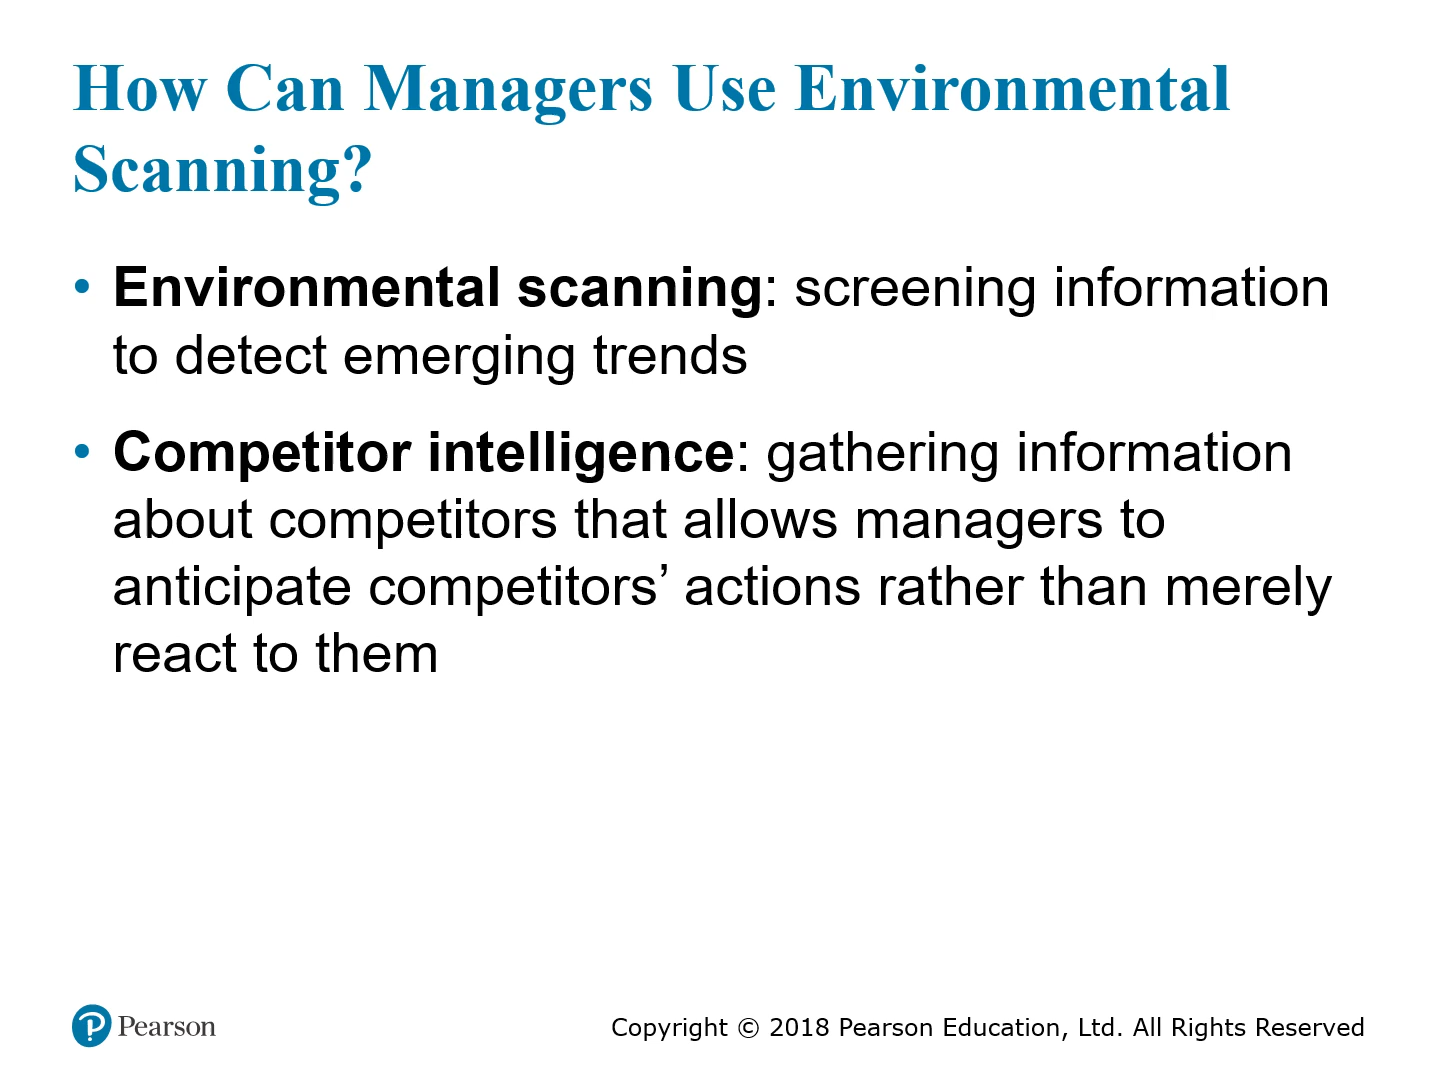 How Can Managers Use Environmental
Scanning?
• Environmental scanning: screening information
to detect emerging trends
• Competitor intelligence: gathering information
about competitors that allows managers to
anticipate competitors’ actions rather than merely
react to them
Pearson
Copyright © 2018 Pearson Education, Ltd. All Rights Reserved